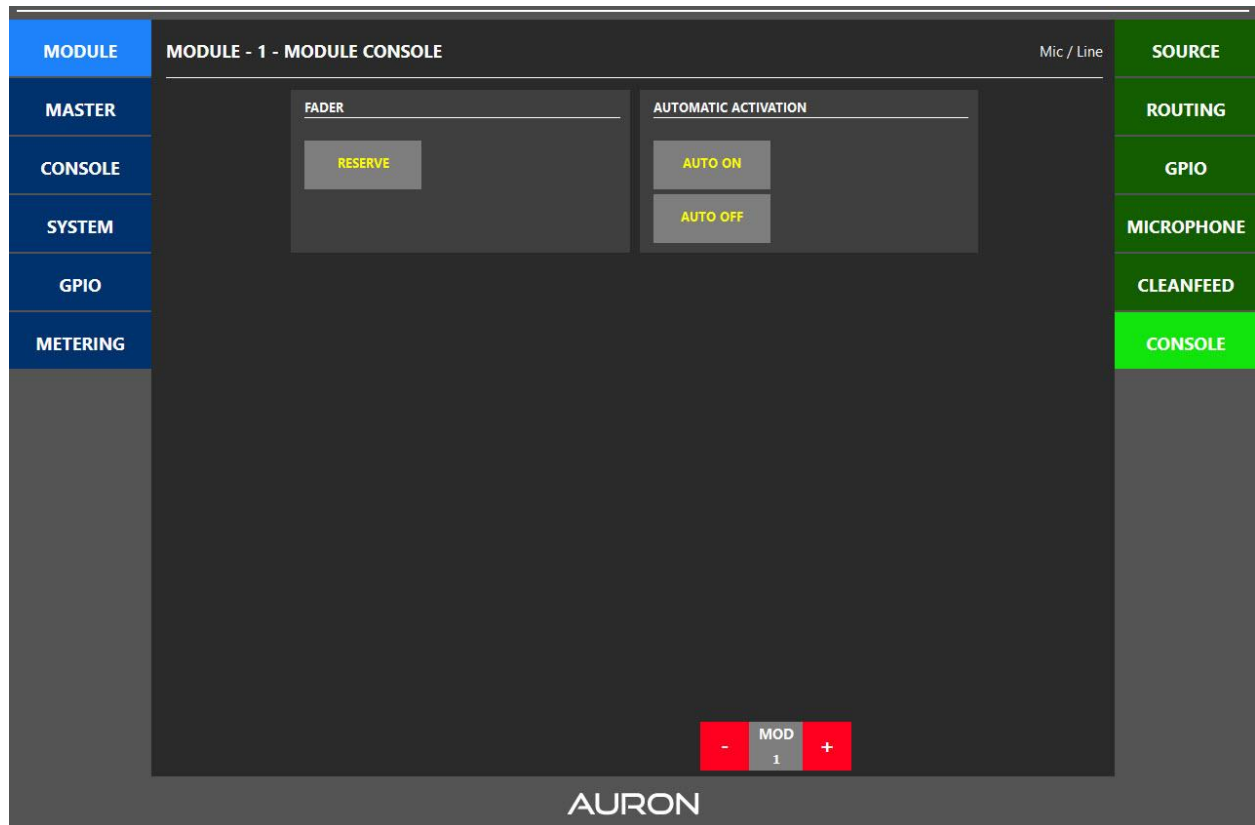 MODULE
MASTER
CONSOLE
SYSTEM
GPIO
METERING
MODULE - 1 - MODULE CONSOLE
Mic / Line
FADER
RESERVE
AUTOMATIC ACTIVATION
AUTO ON
AUTO OFF
-
MOD
1
+
SOURCE
ROUTING
GPIO
MICROPHONE
CLEANFEED
CONSOLE
AURON